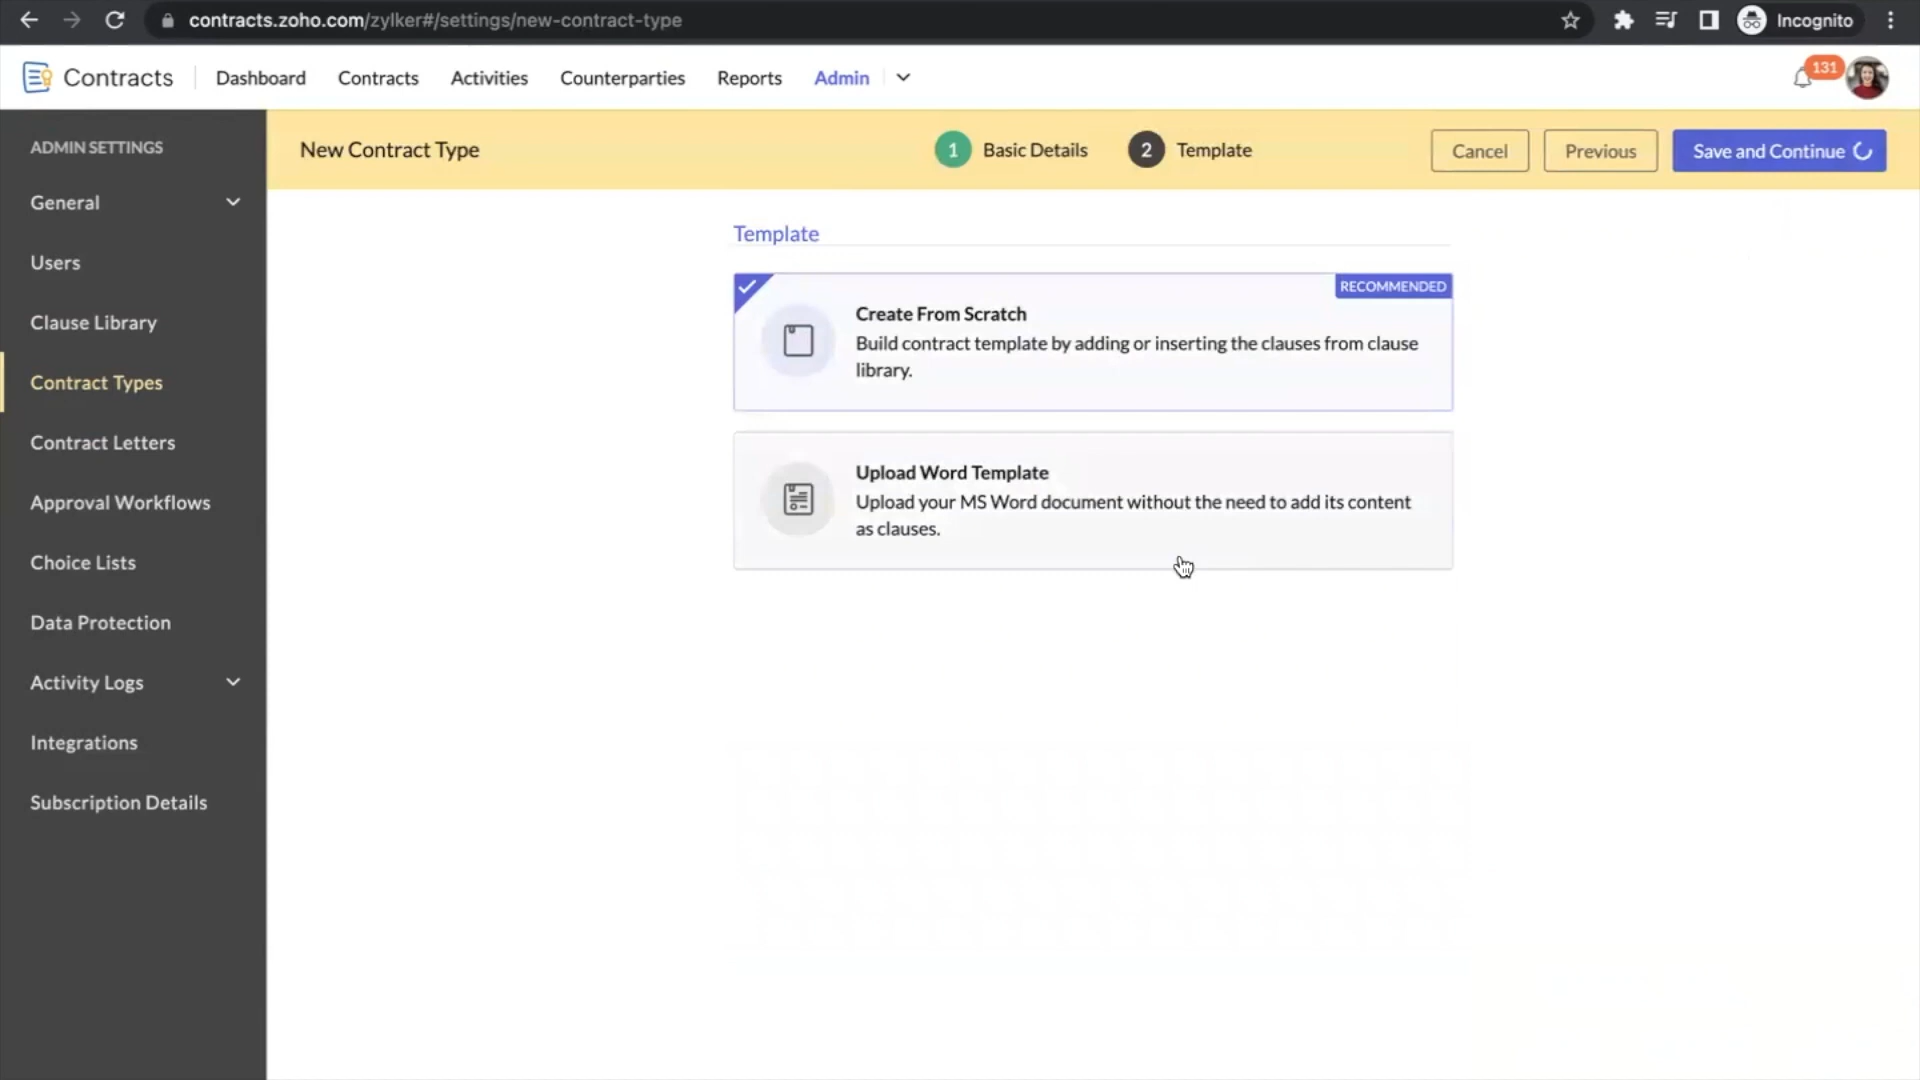 contracts.zoho.com/zylker#/settings/new-contract-type
Incognito
Contracts
Dashboard
Contracts
Activities
Counterparties
Reports
Admin
131
ADMIN SETTINGS
General
Users
Clause Library
Contract Types
Contract Letters
Approval Workflows
Choice Lists
Data Protection
Activity Logs
Integrations
Subscription Details
New Contract Type
1 Basic Details
2 Template
Cancel
Previous
Save and Continue
Template
RECOMMENDED
Create From Scratch
Build contract template by adding or inserting the clauses from clause
library.
Upload Word Template
Upload your MS Word document without the need to add its content
as clauses.